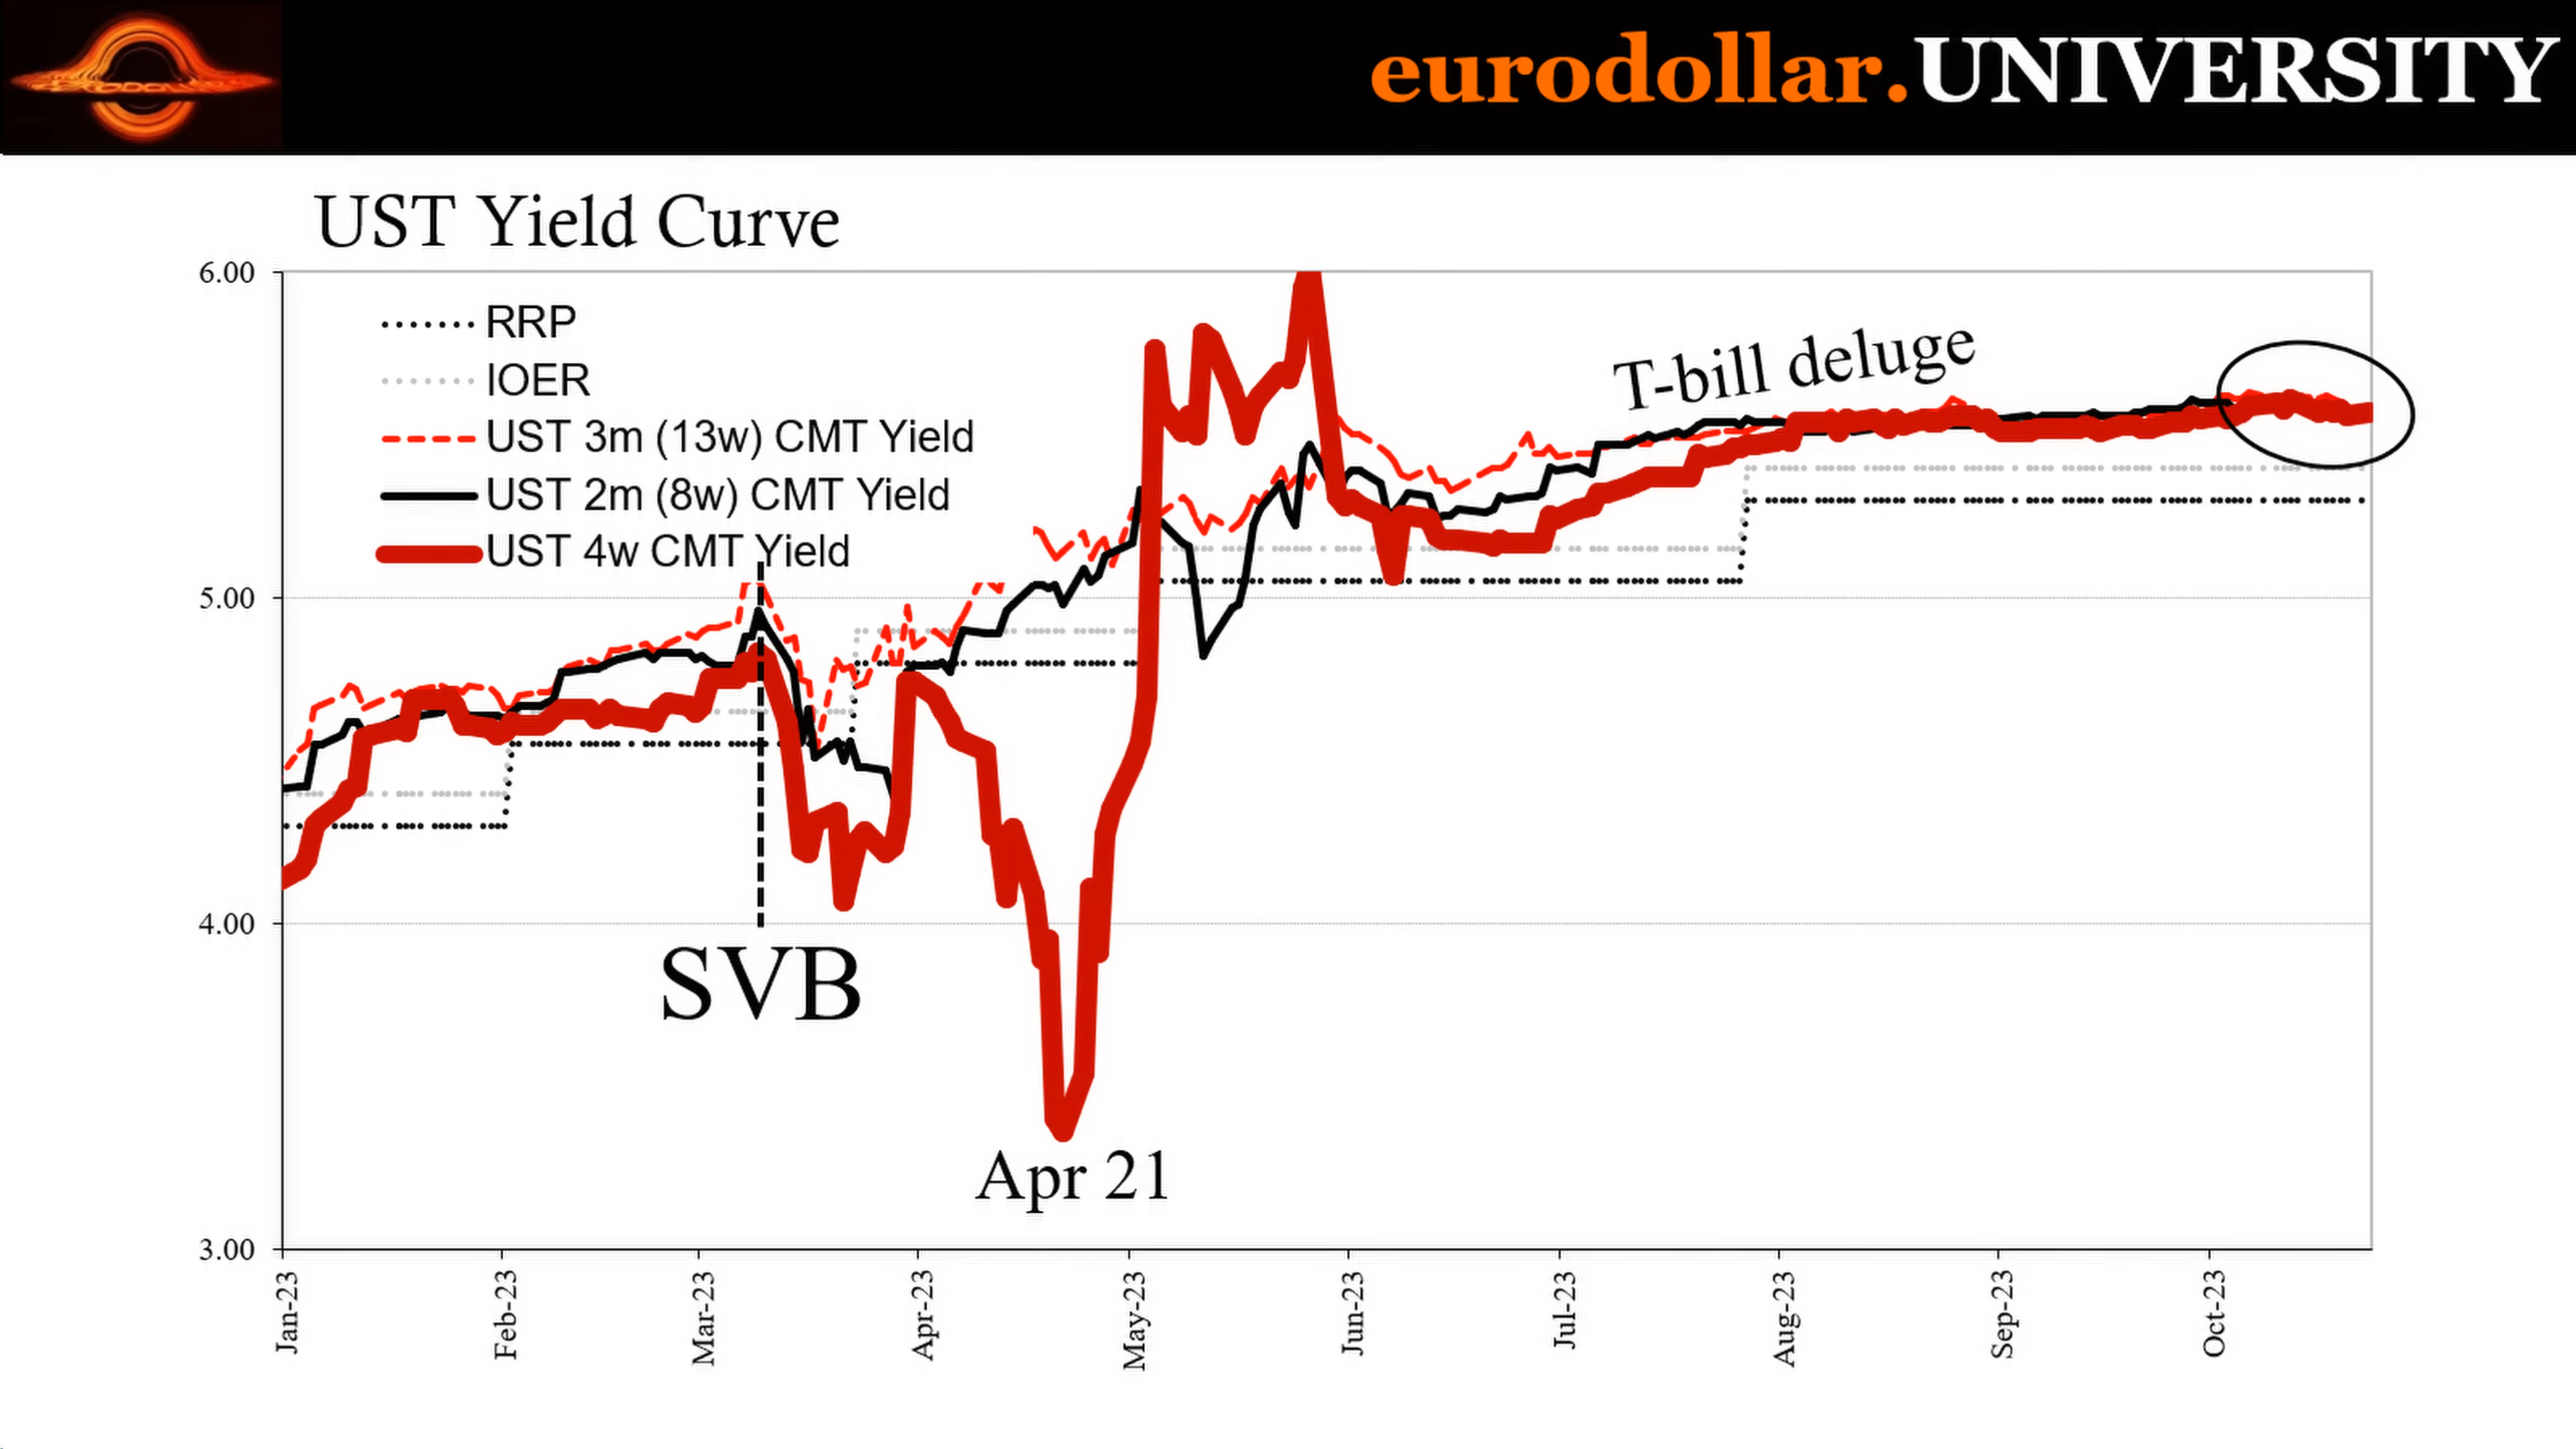 eurodollar.UNIVERSITY
UST Yield Curve
6.00
5.00
4.00
3.00
RRP
IOER
UST 3m (13w) CMT Yield
UST 2m (8w) CMT Yield
UST 4w CMT Yield
T-bill deluge
SVB
Apr 21
Jan-23
Feb-23
Mar-23
Apr-23
May-23
Jun-23
Jul-23
Aug-23
Sep-23
Oct-23